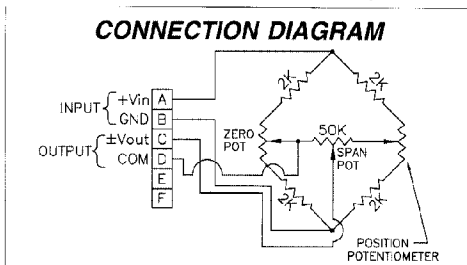 CONNECTION DIAGRAM
INPUT { +Vin A
GND B
OUTPUT { ±Vout C
COM D
E
F
2K
2K
ZERO
POT
50K
SPAN
POT
2K
2K
POSITION
POTENTIOMETER